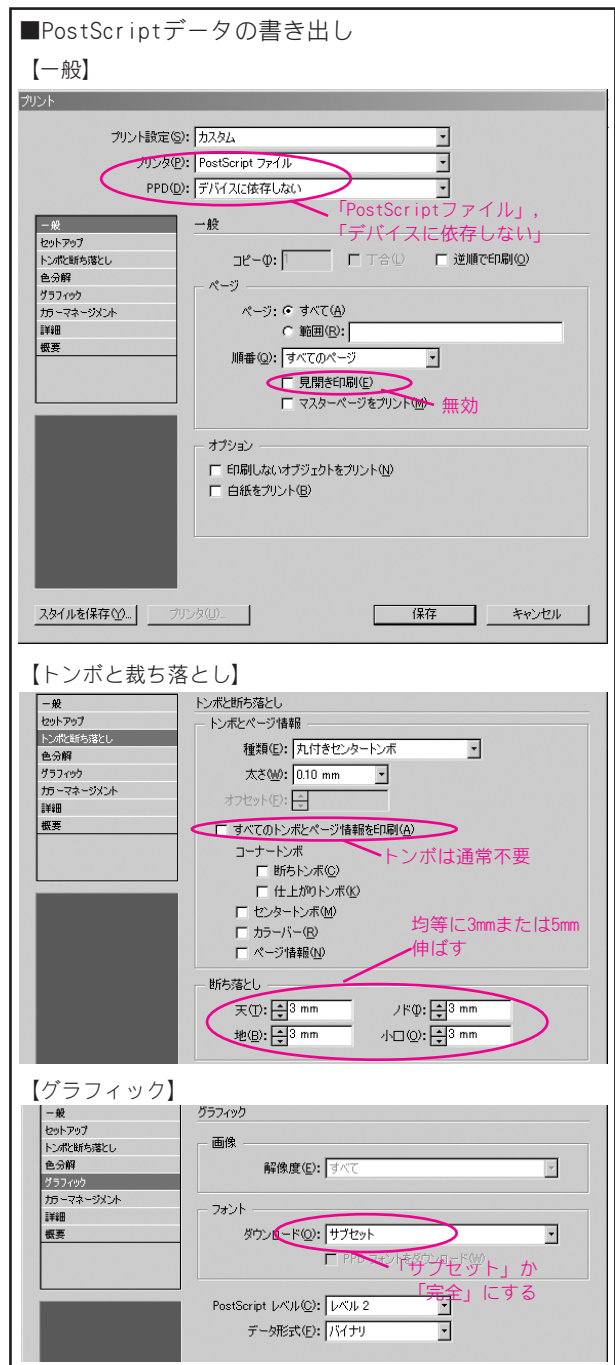 ■PostScriptデータの書き出し
【一般】
プリント
プリント設定(S): カスタム
プリンタ(P): PostScript ファイル
PPD(D): デバイスに依存しない
「PostScriptファイル」,
「デバイスに依存しない」
一般
セットアップ
トンボと断ち落とし
色分解
グラフィック
カラーマネージメント
詳細
概要
一般
コピー(I): 1 丁合(L) 逆順で印刷(O)
ページ
ページ: すべて(A)
範囲(R):
順番(Q): すべてのページ
見開き印刷(E)
マスターページをプリント(M)
無効
オプション
印刷しないオブジェクトをプリント(N)
白紙をプリント(B)
スタイルを保存(Y)... プリンタ(U)... 保存 キャンセル
【トンボと裁ち落とし】
一般
セットアップ
トンボと断ち落とし
色分解
グラフィック
カラーマネージメント
詳細
概要
トンボと断ち落とし
トンボとページ情報
種類(E): 丸付きセンタートンボ
太さ(W): 0.10 mm
オフセット(F):
すべてのトンボとページ情報を印刷(A)
コーナートンボ
トンボは通常不要
断ちトンボ(C)
仕上がりトンボ(K)
センタートンボ(M)
カラーバー(R)
ページ情報(N)
均等に3mmまたは5mm
伸ばす
断ち落とし
天(T): 3 mm ノド(I): 3 mm
地(B): 3 mm 小口(O): 3 mm
【グラフィック】
一般
セットアップ
トンボと断ち落とし
色分解
グラフィック
カラーマネージメント
詳細
概要
グラフィック
画像
解像度(E): すべて
フォント
ダウンロード(O): サブセット
PPD フォントをダウンロード(W)
「サブセット」か
「完全」にする
PostScript レベル(C): レベル 2
データ形式(F): バイナリ